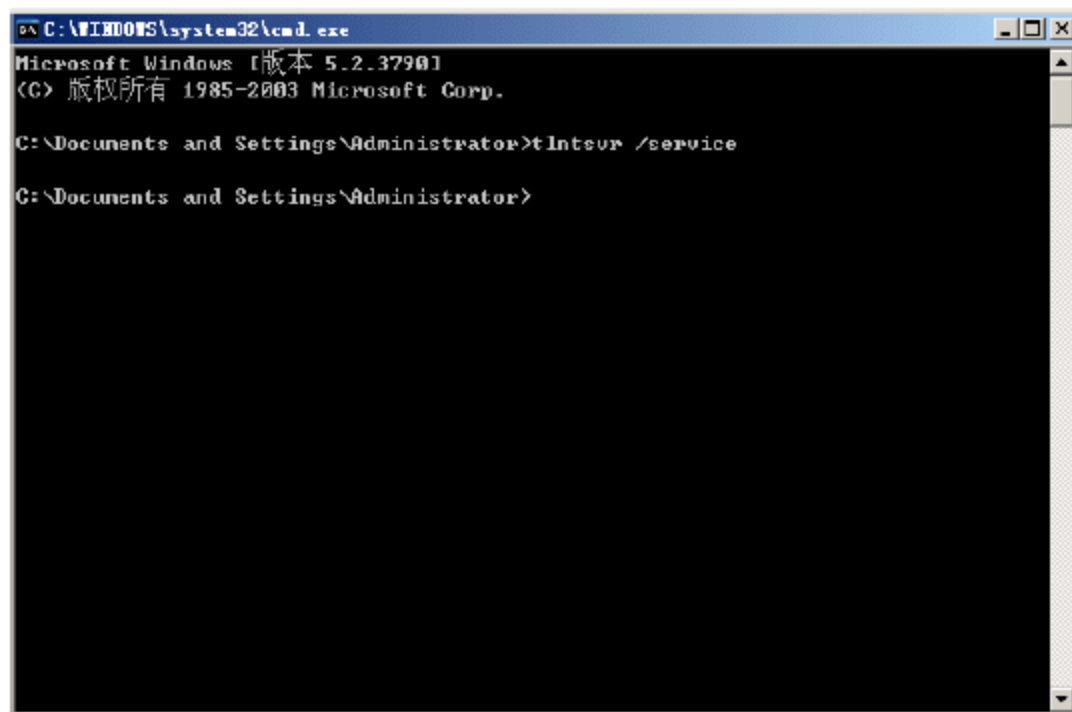 C:\WINDOWS\system32\cmd.exe
Microsoft Windows [版本 5.2.3790]
(C) 版权所有 1985-2003 Microsoft Corp.
C:\Documents and Settings\Administrator>tlntsvr /service
C:\Documents and Settings\Administrator>